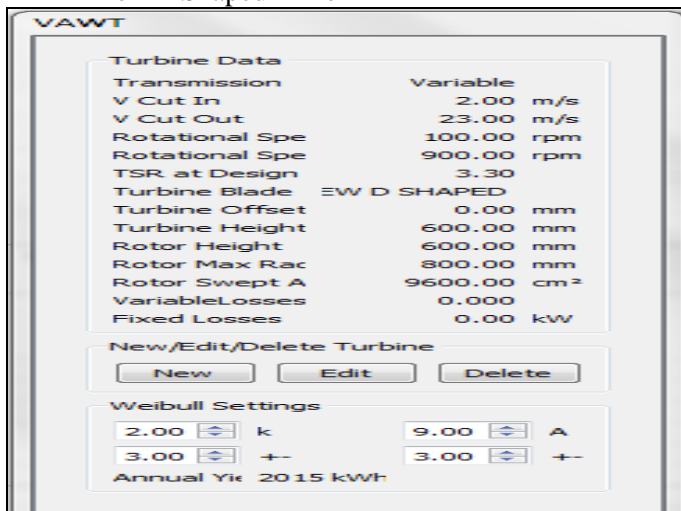 VAWT
Turbine Data
Transmission Variable
V Cut In 2.00 m/s
V Cut Out 23.00 m/s
Rotational Spe 100.00 rpm
Rotational Spe 900.00 rpm
TSR at Design 3.30
Turbine Blade EW D SHAPED
Turbine Offset 0.00 mm
Turbine Height 600.00 mm
Rotor Height 600.00 mm
Rotor Max Rac 800.00 mm
Rotor Swept A 9600.00 cm²
VariableLosses 0.000
Fixed Losses 0.00 kW
New/Edit/Delete Turbine
New Edit Delete
Weibull Settings
2.00 k 9.00 A
3.00 +- 3.00 +-
Annual Yie 2015 kWh